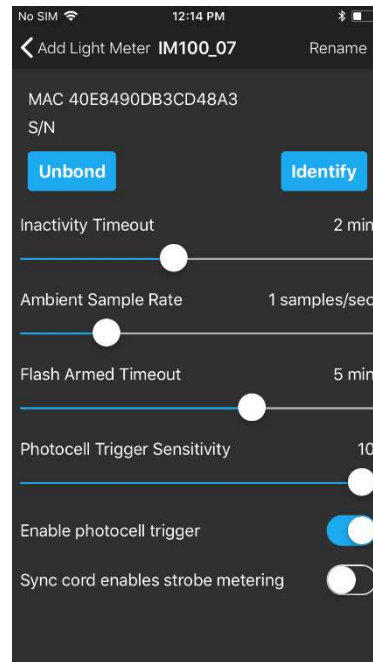 No SIM 12:14 PM
Add Light Meter IM100_07 Rename
MAC 40E8490DB3CD48A3
S/N
Unbond Identify
Inactivity Timeout 2 min
Ambient Sample Rate 1 samples/sec
Flash Armed Timeout 5 min
Photocell Trigger Sensitivity 10
Enable photocell trigger
Sync cord enables strobe metering